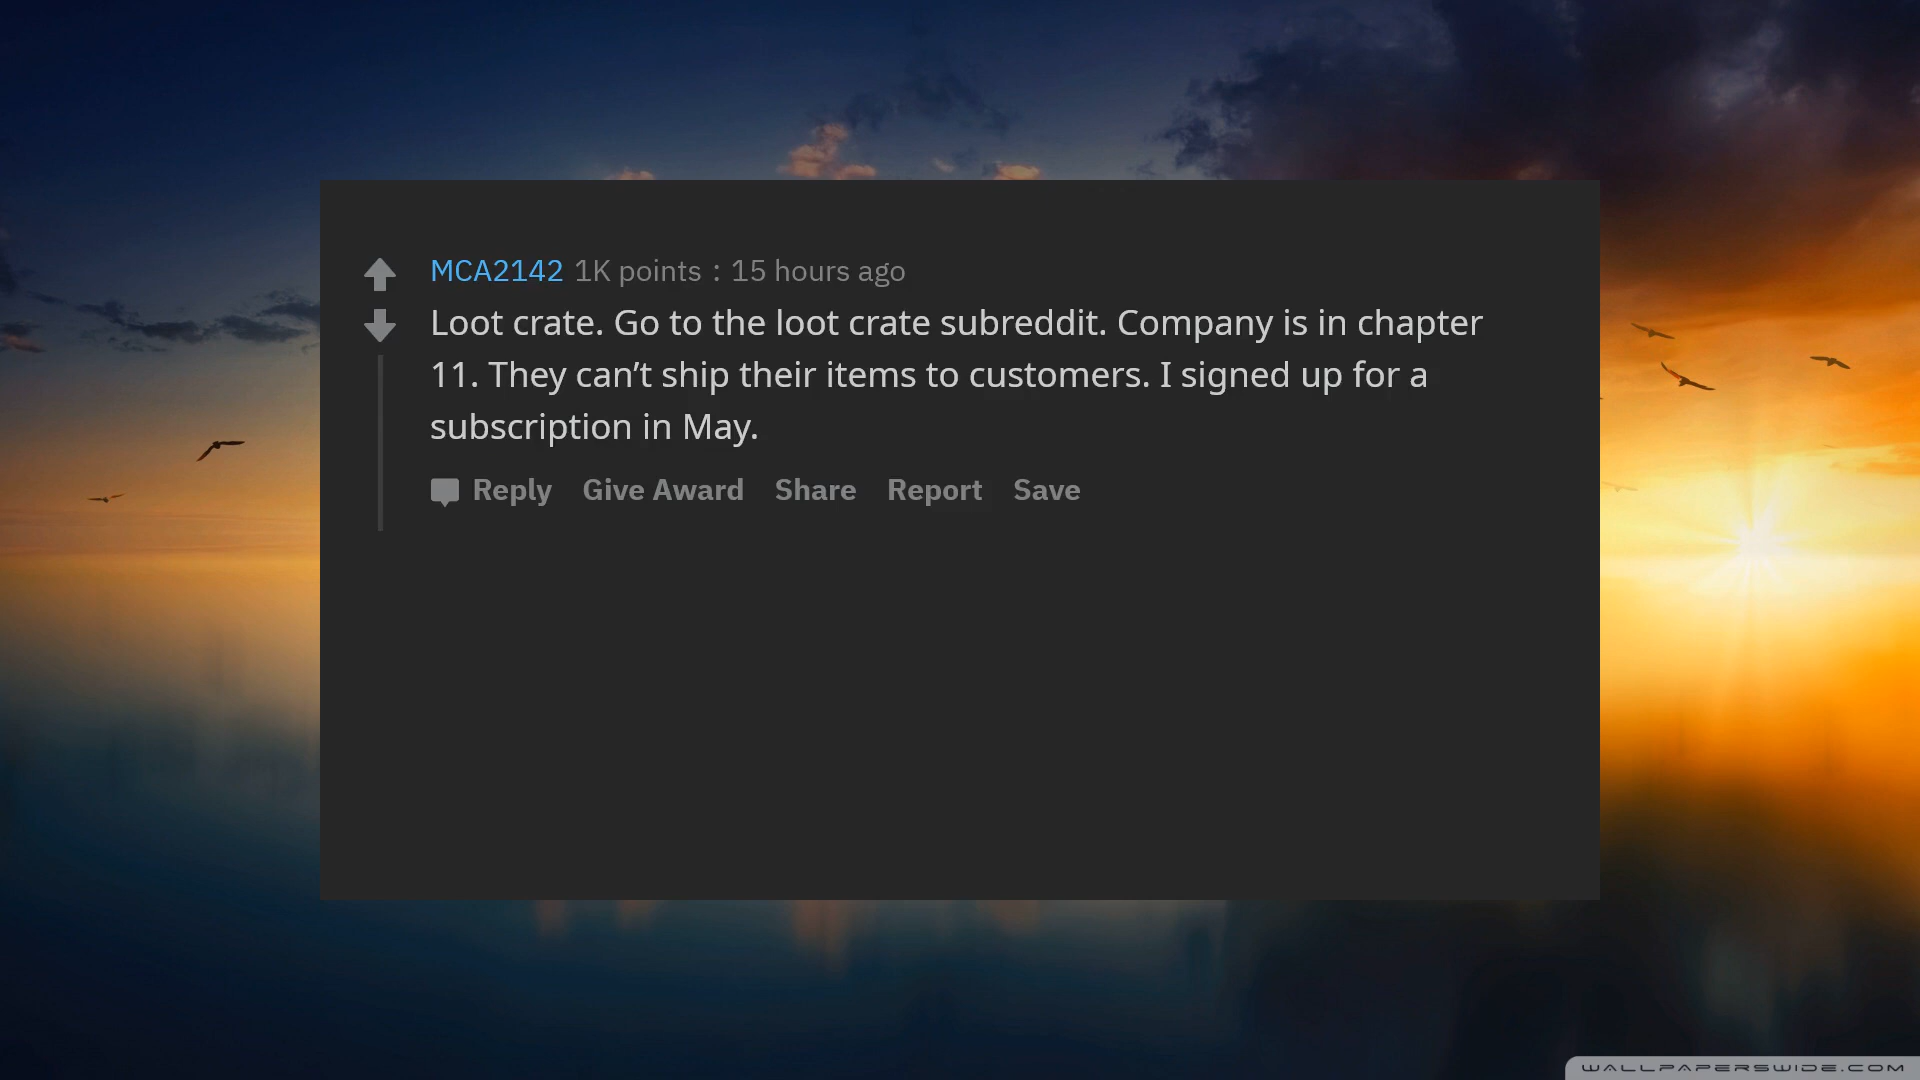 MCA2142 1K points : 15 hours ago
Loot crate. Go to the loot crate subreddit. Company is in chapter
11. They can’t ship their items to customers. I signed up for a
subscription in May.
Reply Give Award Share Report Save
WALLPAPERSWIDE.COM